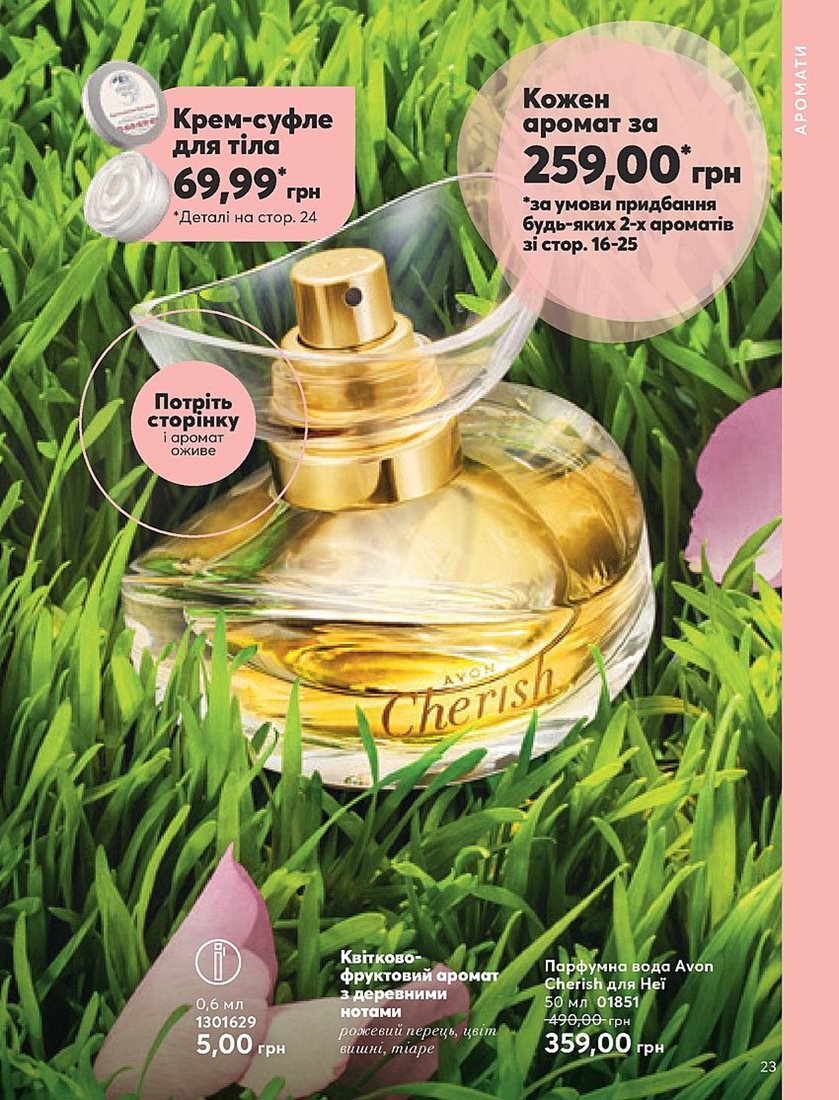 АРОМАТИ
Крем-суфле
для тіла
69,99* грн
*Деталі на стор. 24
Кожен
аромат за
259,00* грн
*за умови придбання
будь-яких 2-х ароматів
зі стор. 16-25
Потріть
сторінку
і аромат
оживе
AVON
Cherish
0,6 мл
1301629
5,00 грн
Квітково-
фруктовий аромат
з деревними
нотами
рожевий перець, цвіт
вишні, тіаре
Парфумна вода Avon
Cherish для Неї
50 мл 01851
490,00 грн
359,00 грн
23